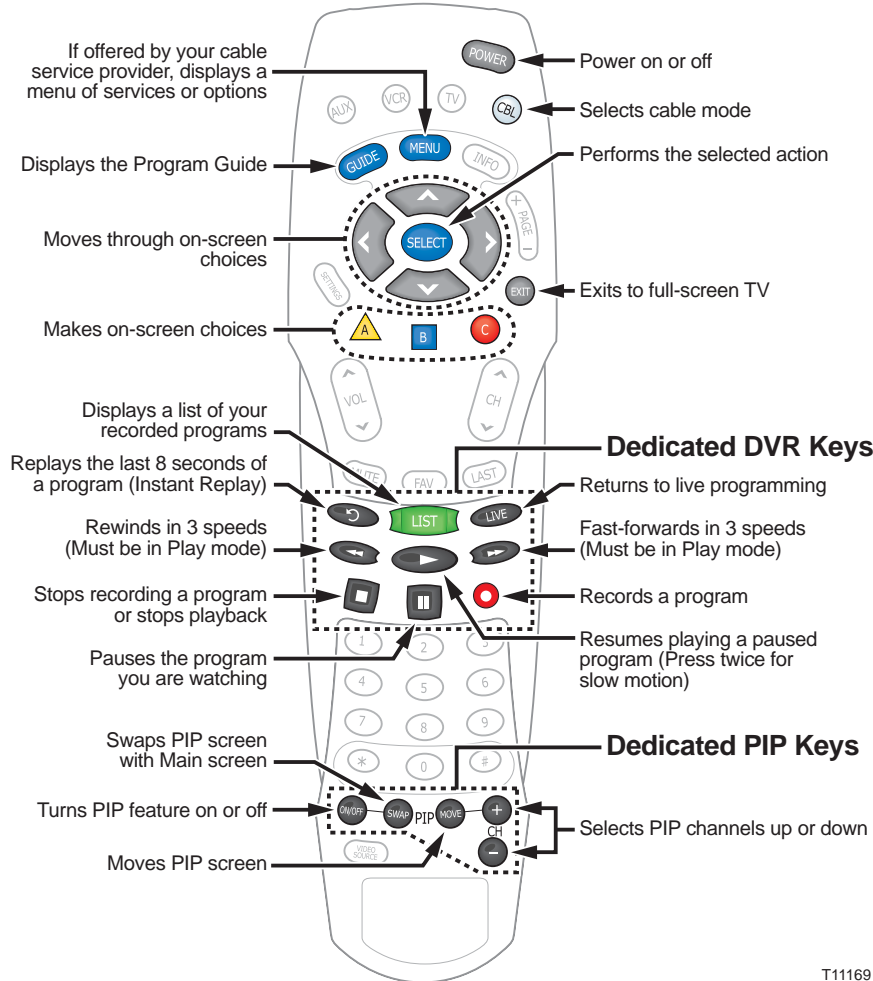 If offered by your cable
service provider, displays a
menu of services or options
POWER
Power on or off
AUX
VCR
TV
CBL
Selects cable mode
Displays the Program Guide
GUIDE
MENU
INFO
Performs the selected action
+
PAGE
–
Moves through on-screen
choices
SELECT
SETTINGS
EXIT
Exits to full-screen TV
Makes on-screen choices
A
B
C
VOL
CH
Displays a list of your
recorded programs
Dedicated DVR Keys
MUTE
FAV
LAST
Replays the last 8 seconds of
a program (Instant Replay)
LIST
LIVE
Returns to live programming
Rewinds in 3 speeds
(Must be in Play mode)
Fast-forwards in 3 speeds
(Must be in Play mode)
Stops recording a program
or stops playback
Records a program
Pauses the program
you are watching
Resumes playing a paused
program (Press twice for
slow motion)
1
2
3
4
5
6
7
8
9
*
0
#
Swaps PIP screen
with Main screen
Dedicated PIP Keys
Turns PIP feature on or off
ON/OFF
SWAP
PIP
MOVE
+
CH
–
Selects PIP channels up or down
VIDEO
SOURCE
Moves PIP screen
T11169